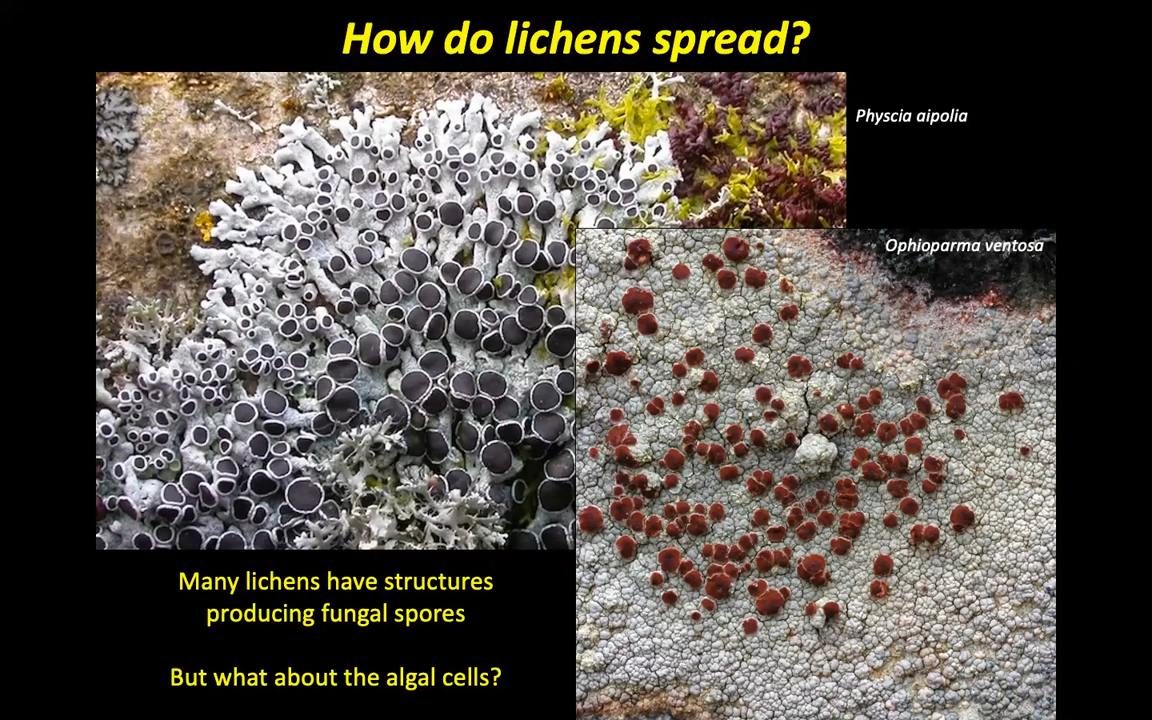 How do lichens spread?
Physcia aipolia
Ophioparma ventosa
Many lichens have structures
producing fungal spores
But what about the algal cells?